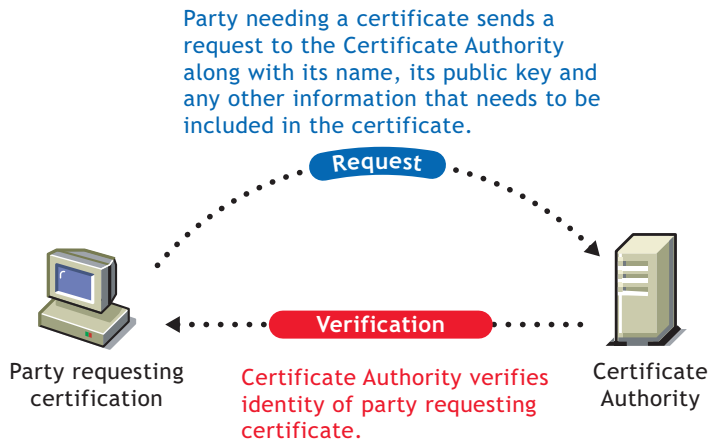 Party needing a certificate sends a
request to the Certificate Authority
along with its name, its public key and
any other information that needs to be
included in the certificate.
Request
Verification
Party requesting
certification
Certificate Authority verifies
identity of party requesting
certificate.
Certificate
Authority